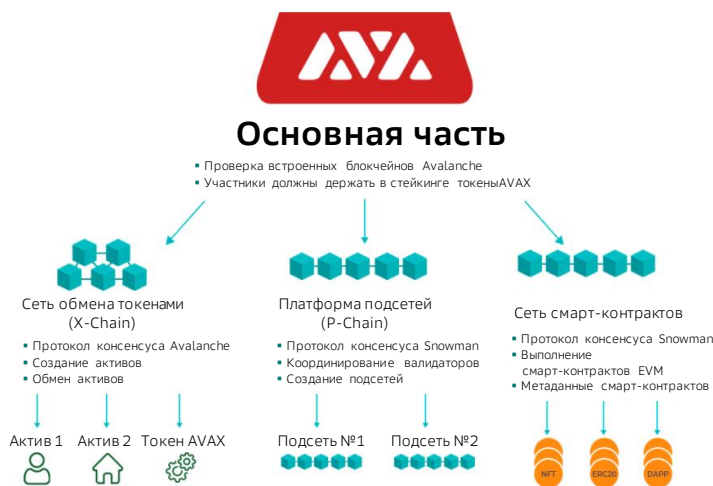 AVA
Основная часть
▪ Проверка встроенных блокчейнов Avalanche
▪ Участники должны держать в стейкинге токеныAVAX
Сеть обмена токенами
(X-Chain)
▪ Протокол консенсуса Avalanche
▪ Создание активов
▪ Обмен активов
Актив 1
Актив 2
Токен AVAX
Платформа подсетей
(P-Chain)
▪ Протокол консенсуса Snowman
▪ Координирование валидаторов
▪ Создание подсетей
Подсеть №1
Подсеть №2
Сеть смарт-контрактов
▪ Протокол консенсуса Snowman
▪ Выполнение
смарт-контрактов EVM
▪ Метаданные смарт-контрактов
NFT
ERC20
DAPP